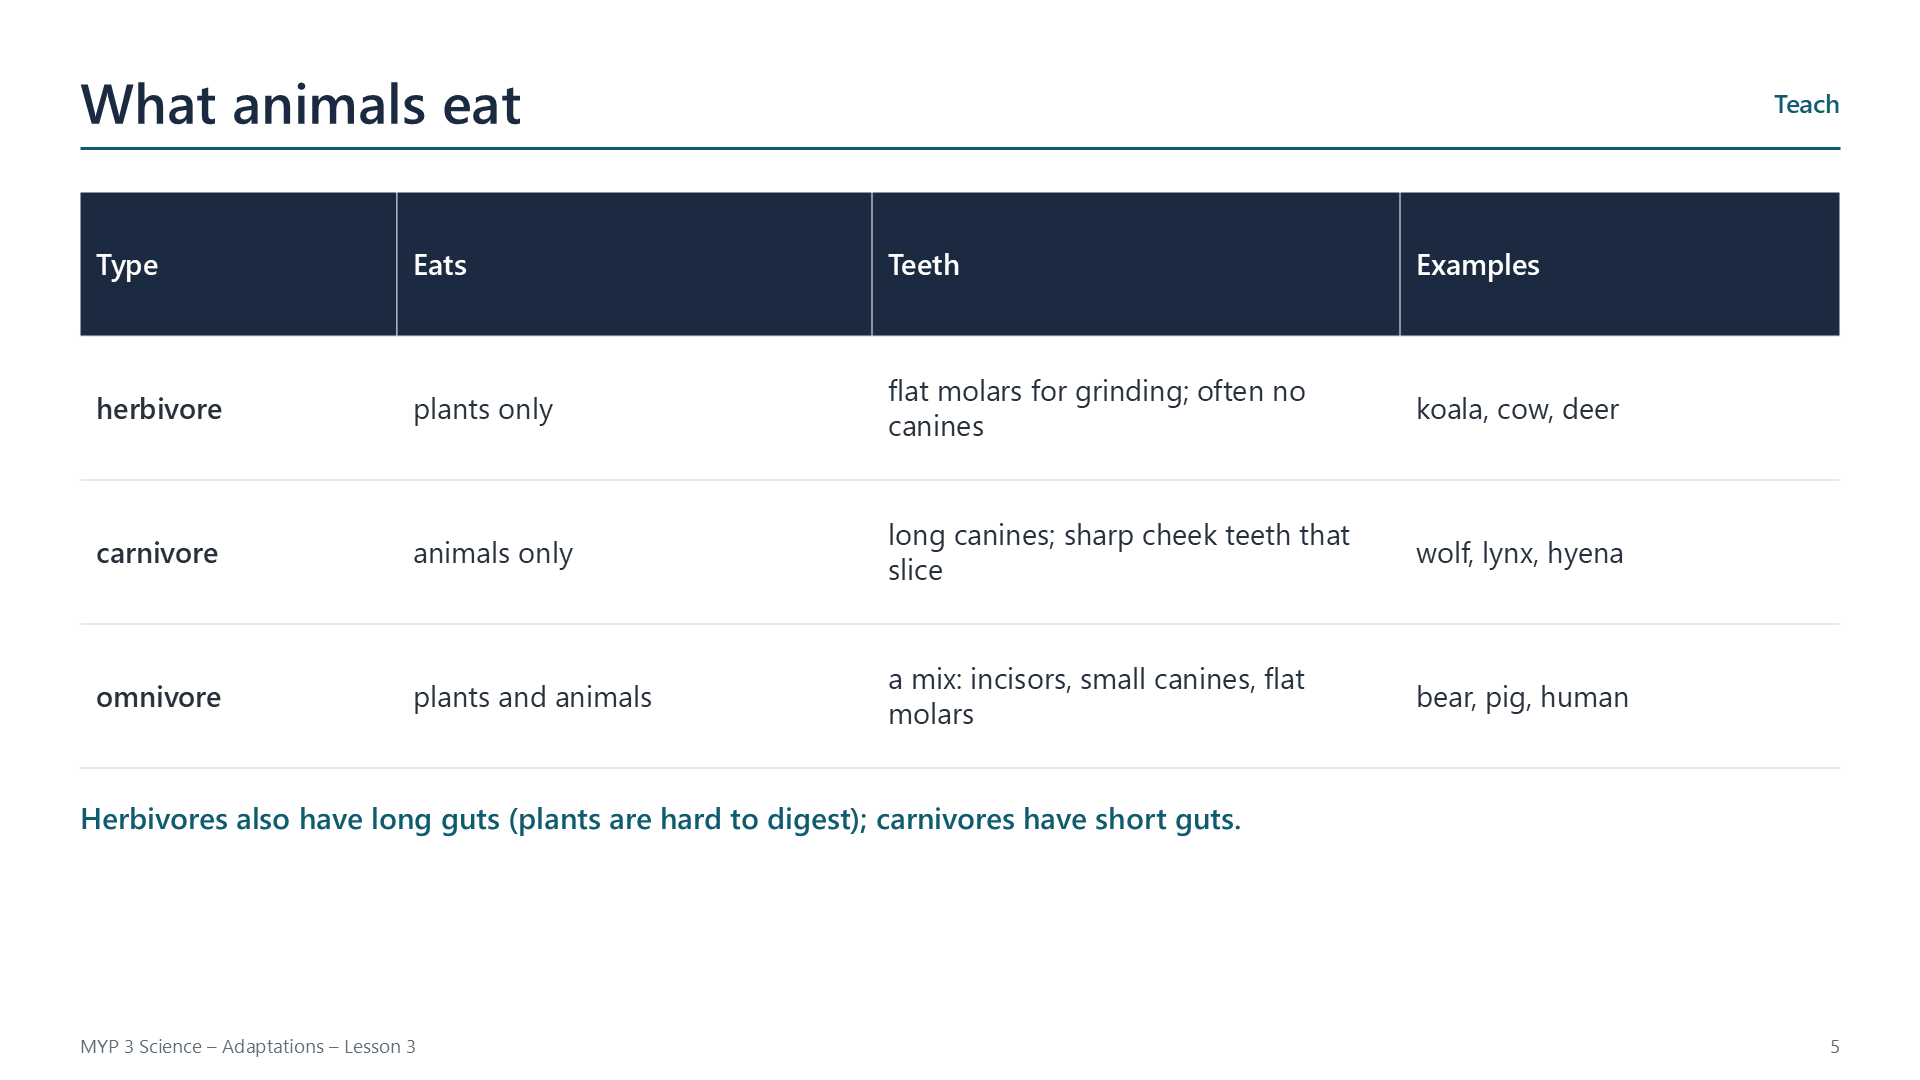 What animals eat
Teach
Type
Eats
Teeth
Examples
herbivore
plants only
flat molars for grinding; often no
canines
koala, cow, deer
carnivore
animals only
long canines; sharp cheek teeth that
slice
wolf, lynx, hyena
omnivore
plants and animals
a mix: incisors, small canines, flat
molars
bear, pig, human
Herbivores also have long guts (plants are hard to digest); carnivores have short guts.
MYP 3 Science – Adaptations – Lesson 3
5